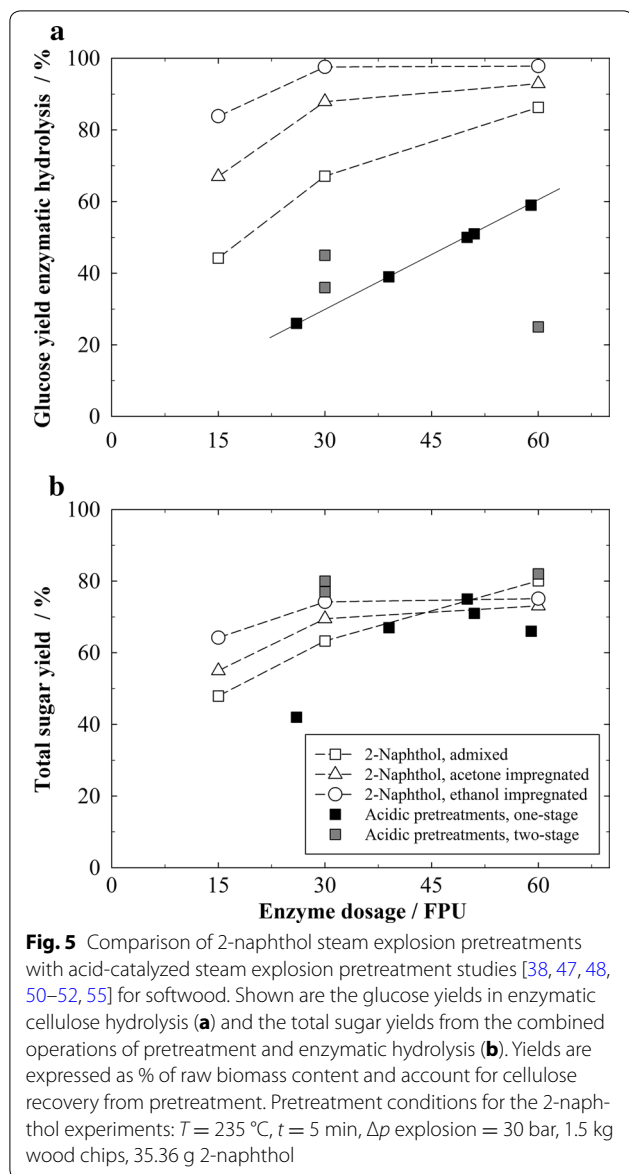 a
100
80
60
40
20
0
Glucose yield enzymatic hydrolysis / %
0 15 30 45 60
b
100
80
60
40
20
0
Total sugar yield / %
2-Naphthol, admixed
2-Naphthol, acetone impregnated
2-Naphthol, ethanol impregnated
Acidic pretreatments, one-stage
Acidic pretreatments, two-stage
0 15 30 45 60
Enzyme dosage / FPU
Fig. 5 Comparison of 2-naphthol steam explosion pretreatments
with acid-catalyzed steam explosion pretreatment studies [38, 47, 48,
50–52, 55] for softwood. Shown are the glucose yields in enzymatic
cellulose hydrolysis (a) and the total sugar yields from the combined
operations of pretreatment and enzymatic hydrolysis (b). Yields are
expressed as % of raw biomass content and account for cellulose
recovery from pretreatment. Pretreatment conditions for the 2-naph-
thol experiments: T = 235 °C, t = 5 min, Δp explosion = 30 bar, 1.5 kg
wood chips, 35.36 g 2-naphthol